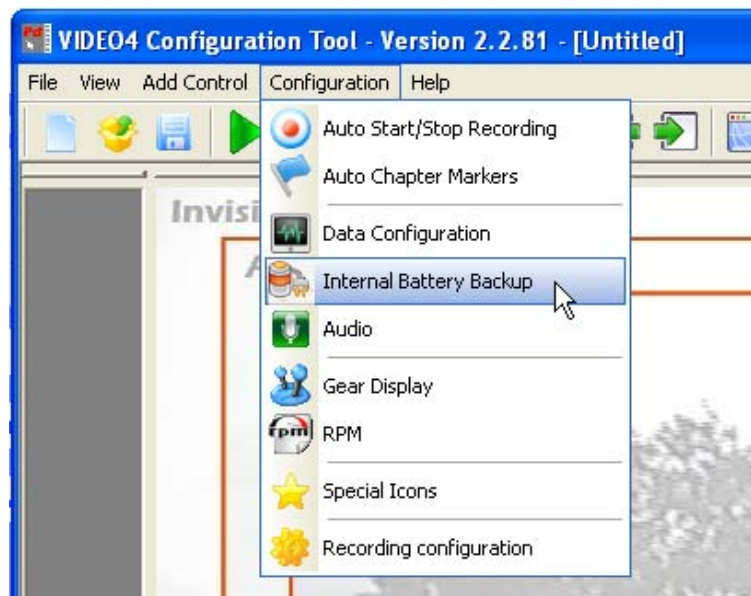 VIDEO4 Configuration Tool - Version 2.2.81 - [Untitled]
File View Add Control Configuration Help
Auto Start/Stop Recording
Auto Chapter Markers
Data Configuration
Internal Battery Backup
Audio
Gear Display
rpm RPM
Special Icons
Recording configuration